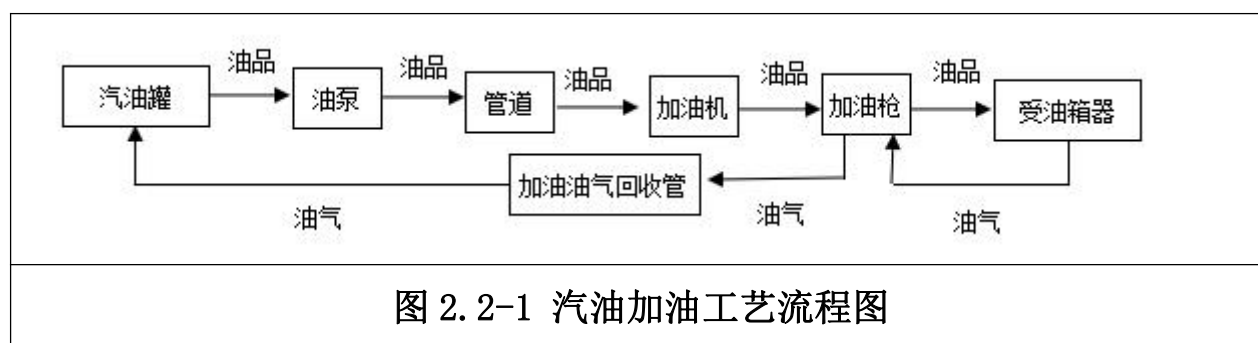 油品 油品 油品 油品 油品
汽油罐 油泵 管道 加油机 加油枪 受油箱器
加油油气回收管
油气 油气 油气
图 2.2-1 汽油加油工艺流程图